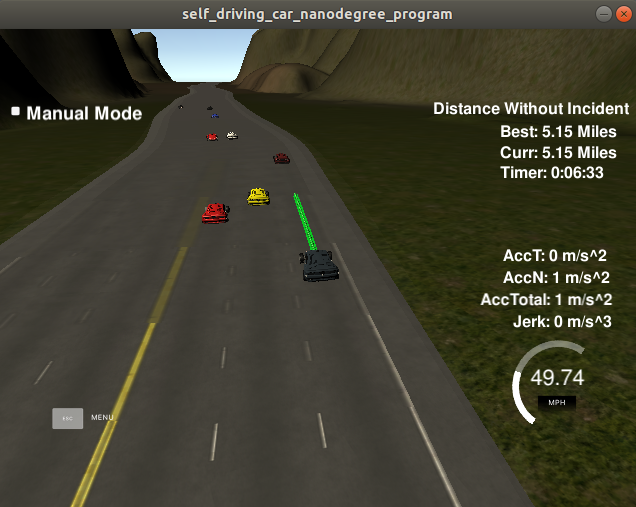 self_driving_car_nanodegree_program
Manual Mode
Distance Without Incident
Best: 5.15 Miles
Curr: 5.15 Miles
Timer: 0:06:33
AccT: 0 m/s^2
AccN: 1 m/s^2
AccTotal: 1 m/s^2
Jerk: 0 m/s^3
49.74
MPH
ESC MENU